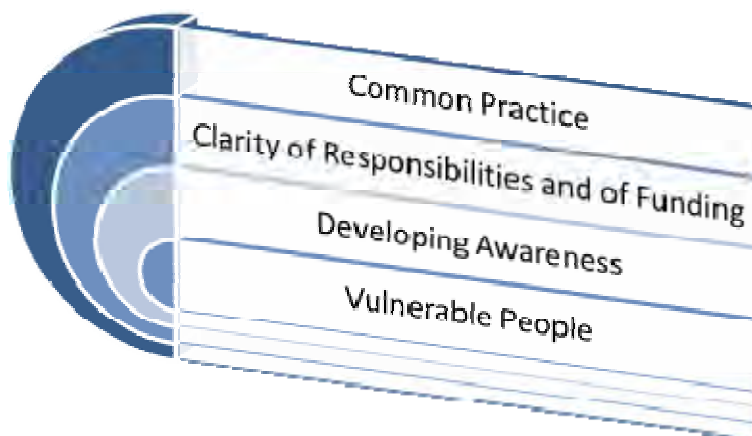 Common Practice
Clarity of Responsibilities and of Funding
Developing Awareness
Vulnerable People